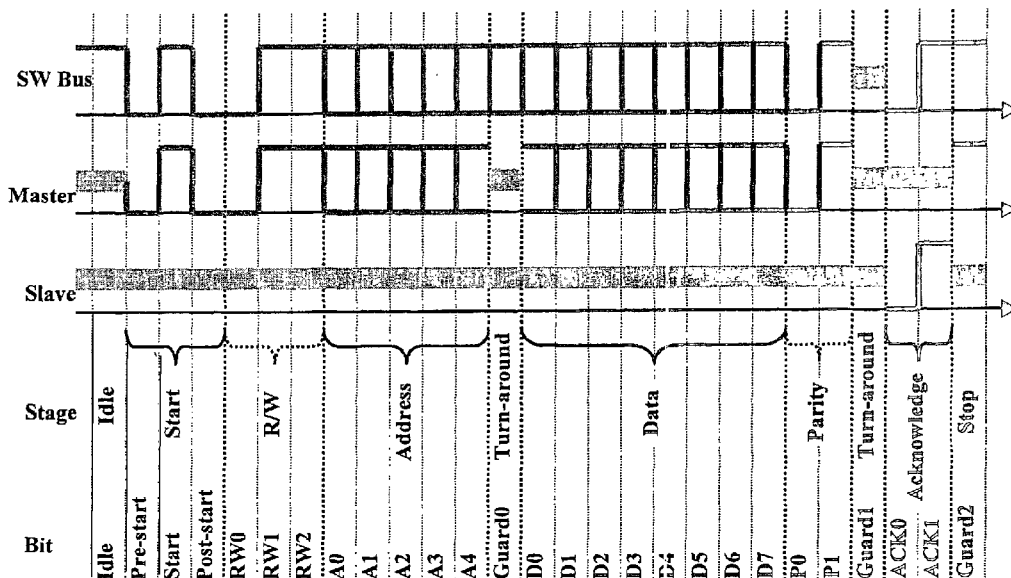 SW Bus
Master
Slave
Stage
Idle
Start
R/W
Address
Turn-around
Data
Parity
Turn-around
Acknowledge
Stop
Bit
Idle
Pre-start
Start
Post-start
RW0
RW1
RW2
A0
A1
A2
A3
A4
Guard0
D0
D1
D2
D3
D4
D5
D6
D7
P0
P1
Guard1
ACK0
ACK1
Guard2